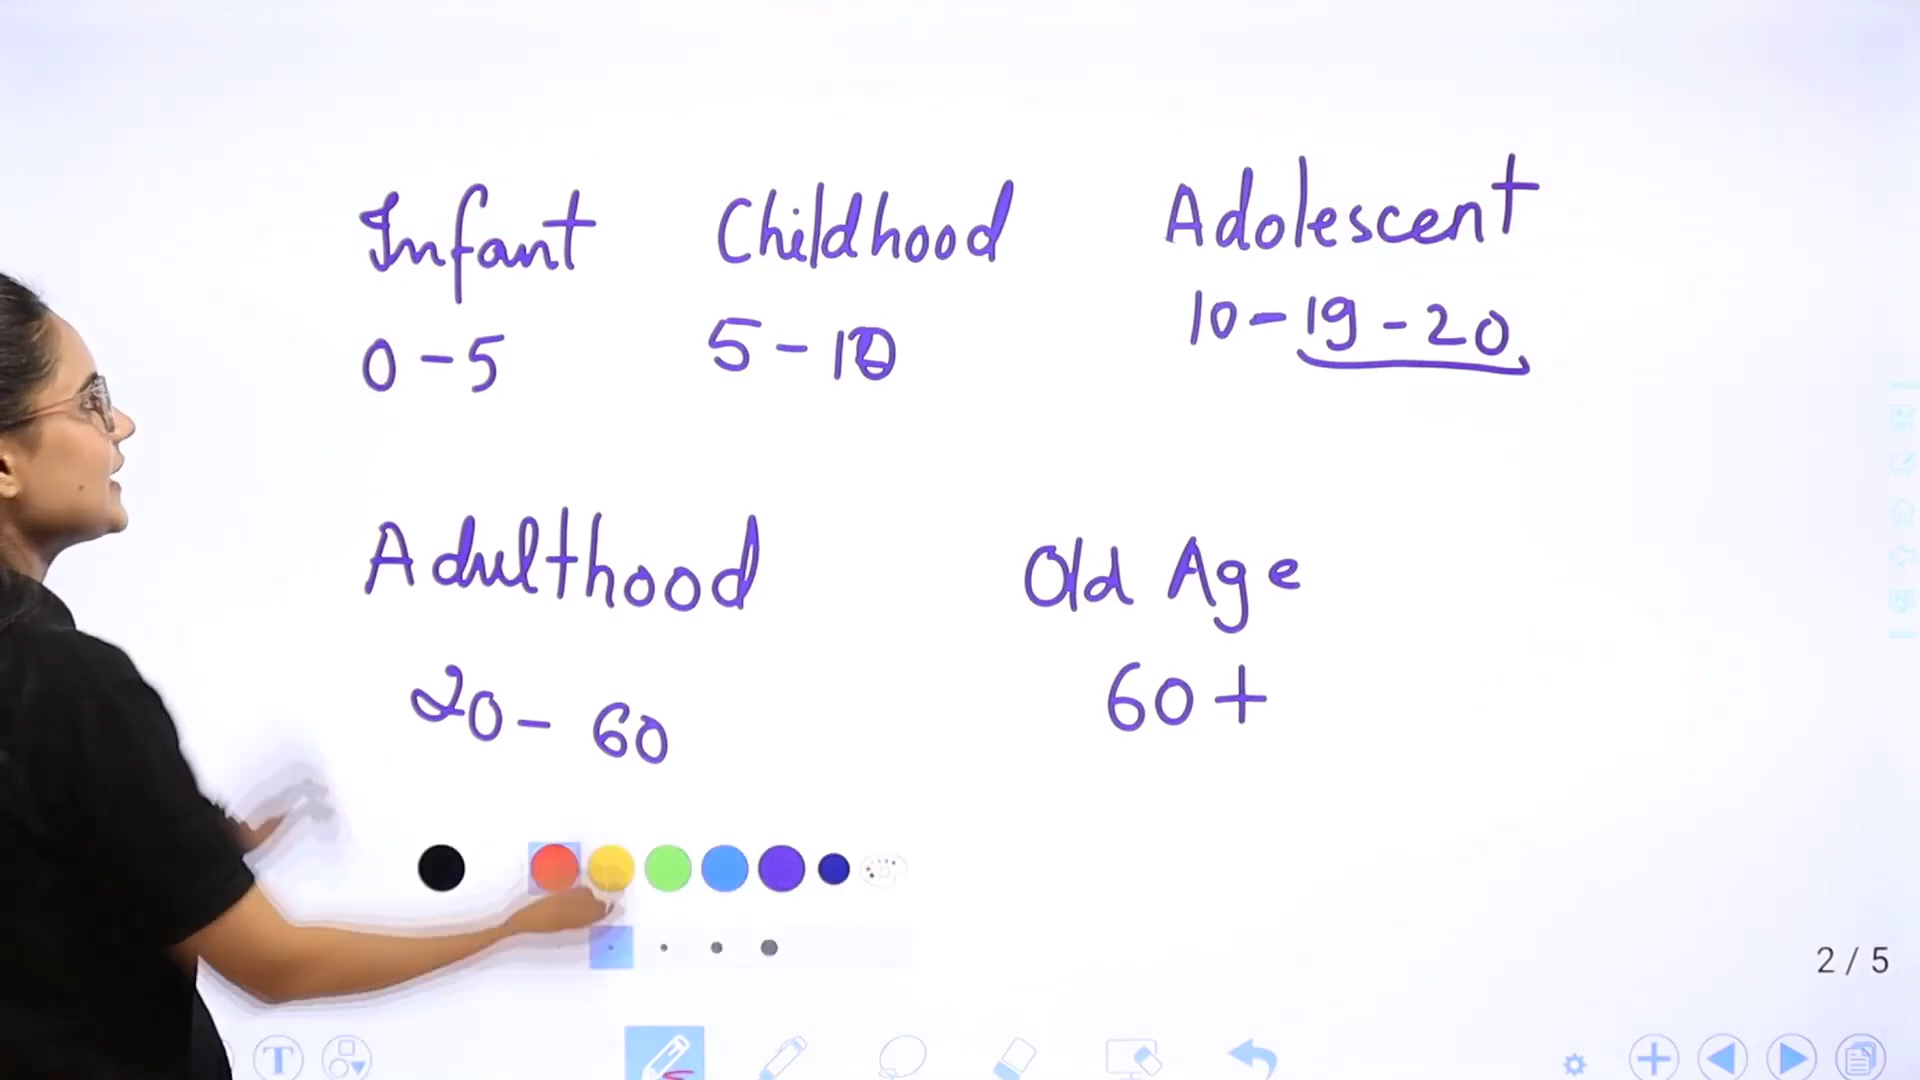 Infant Childhood Adolescent
0-5 5-10 10-19-20
Adulthood Old Age
20-60 60+
2/5
T